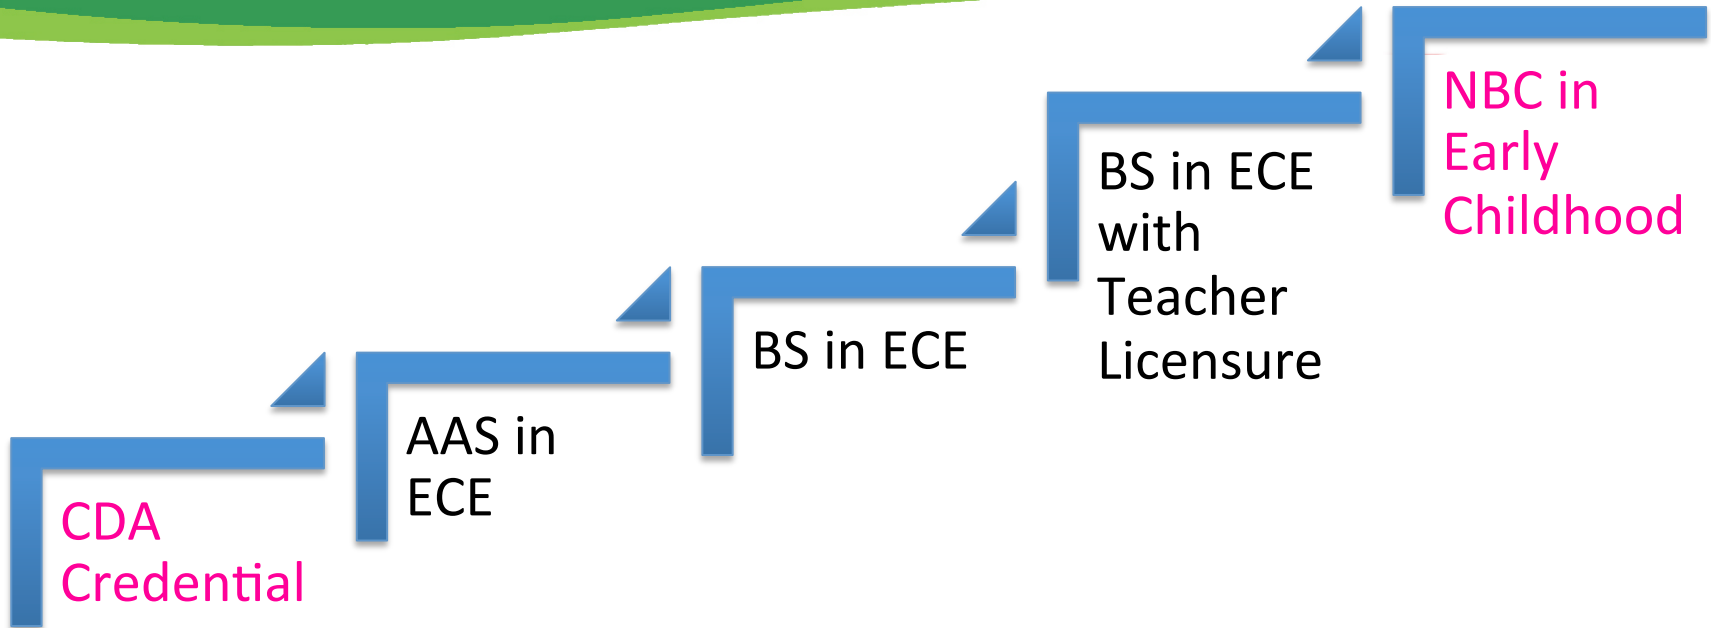 CDA
Credential
AAS in
ECE
BS in ECE
BS in ECE
with
Teacher
Licensure
NBC in
Early
Childhood